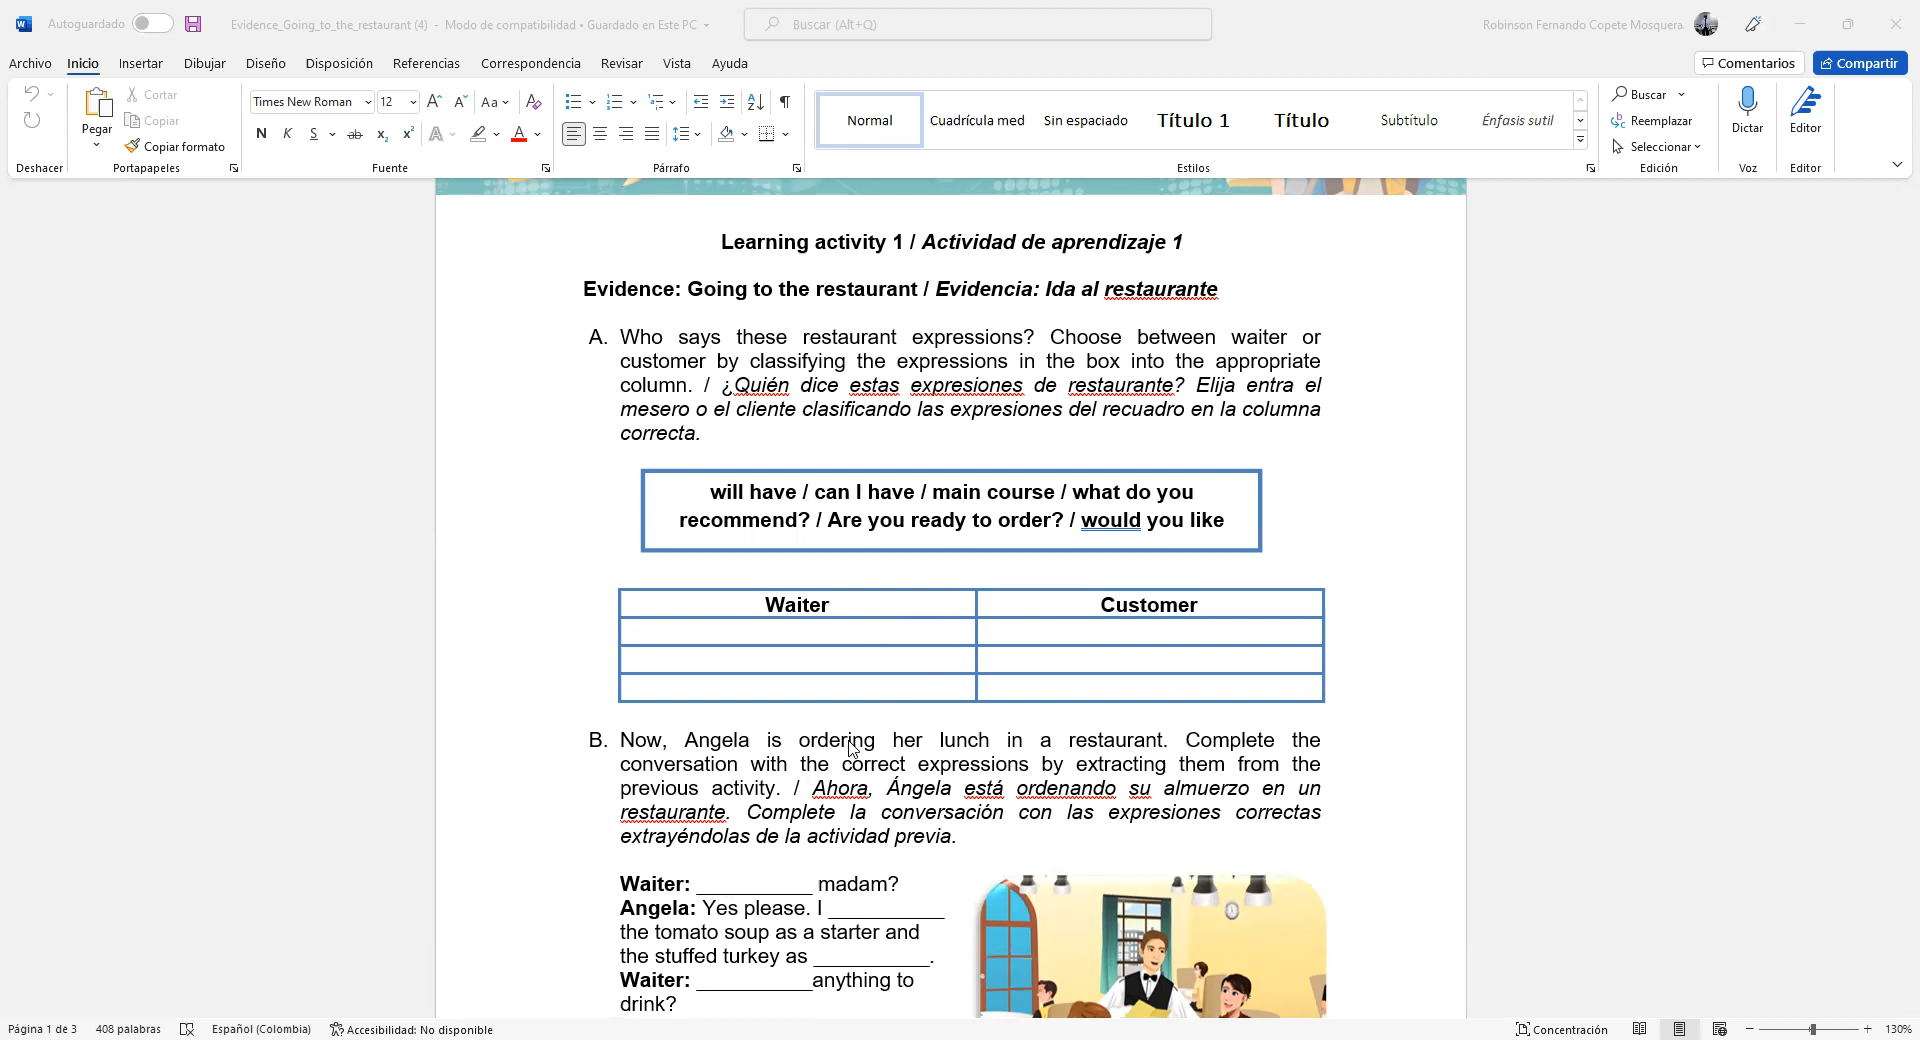 Autoguardado
Evidence_Going_to_the_restaurant (4) - Modo de compatibilidad • Guardado en Este PC
Buscar (Alt+Q)
Robinson Fernando Copete Mosquera
Archivo Inicio Insertar Dibujar Diseño Disposición Referencias Correspondencia Revisar Vista Ayuda
Comentarios Compartir
Pegar
Cortar
Copiar
Copiar formato
Times New Roman 12
N K S ab x₂ x² A A
Normal Cuadrícula med Sin espaciado Título 1 Título Subtítulo Énfasis sutil
Buscar
Reemplazar
Seleccionar
Dictar
Editor
Deshacer Portapapeles Fuente Párrafo Estilos Edición Voz Editor
Learning activity 1 / Actividad de aprendizaje 1
Evidence: Going to the restaurant / Evidencia: Ida al restaurante
A. Who says these restaurant expressions? Choose between waiter or
customer by classifying the expressions in the box into the appropriate
column. / ¿Quién dice estas expresiones de restaurante? Elija entra el
mesero o el cliente clasificando las expresiones del recuadro en la columna
correcta.
will have / can I have / main course / what do you
recommend? / Are you ready to order? / would you like
Waiter Customer
B. Now, Angela is ordering her lunch in a restaurant. Complete the
conversation with the correct expressions by extracting them from the
previous activity. / Ahora, Ángela está ordenando su almuerzo en un
restaurante. Complete la conversación con las expresiones correctas
extrayéndolas de la actividad previa.
Waiter: __________ madam?
Angela: Yes please. I __________
the tomato soup as a starter and
the stuffed turkey as __________.
Waiter: __________anything to
drink?
Página 1 de 3 408 palabras Español (Colombia) Accesibilidad: No disponible
Concentración 130%